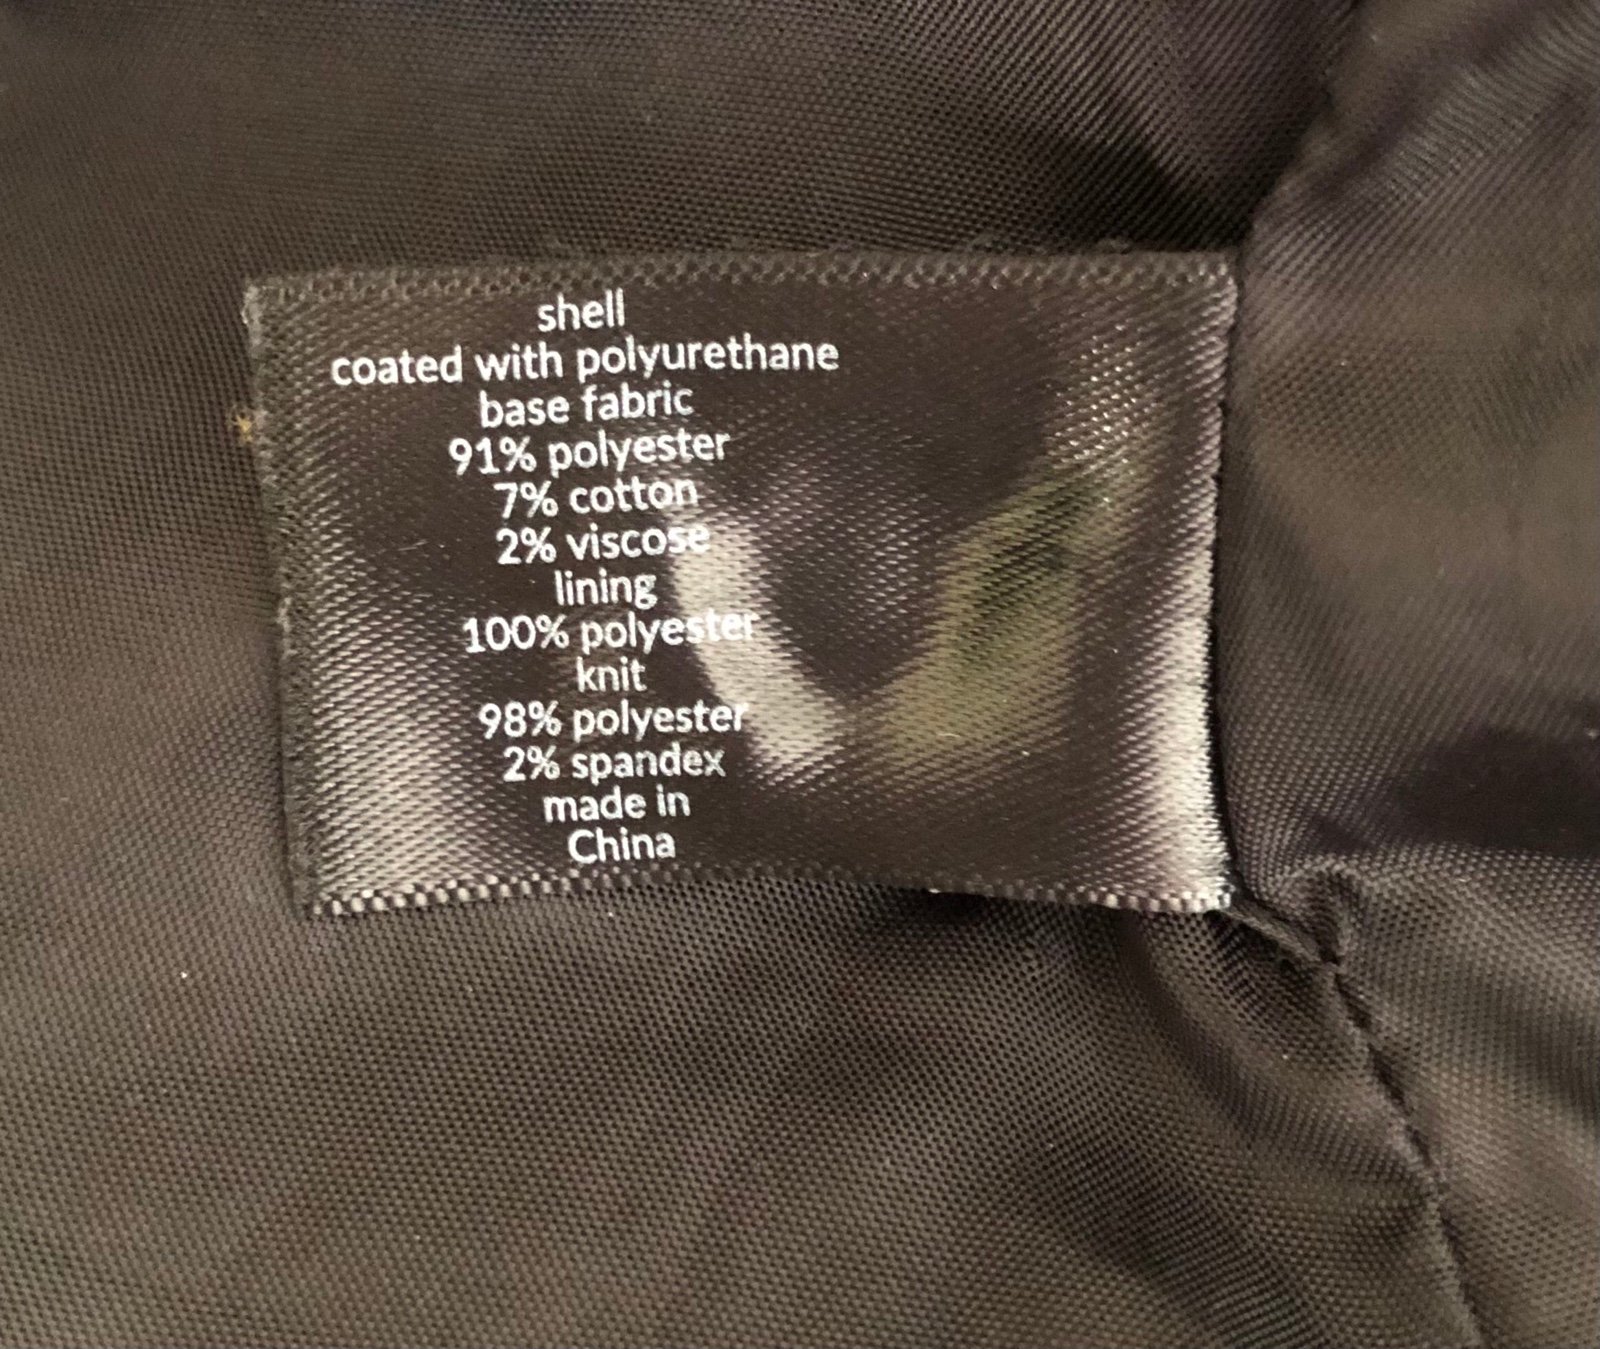 shell
coated with polyurethane
base fabric
91% polyester
7% cotton
2% viscose
lining
100% polyester
knit
98% polyester
2% spandex
made in
China